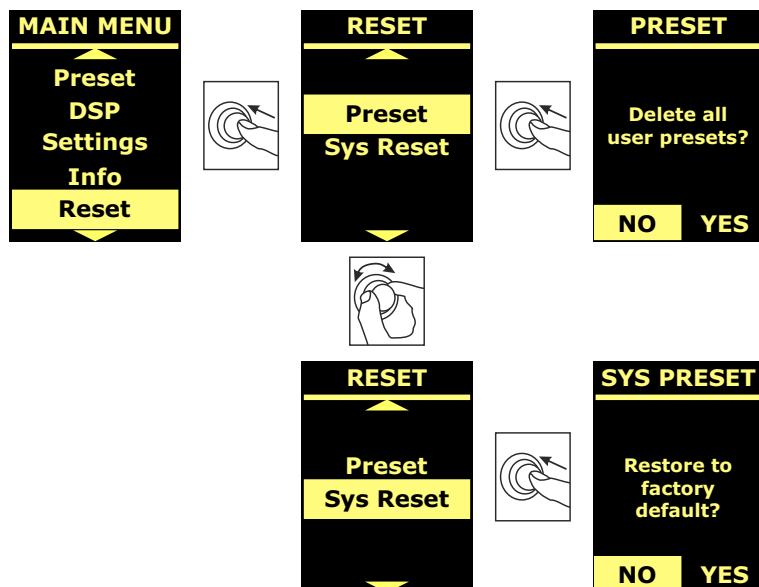 MAIN MENU
Preset
DSP
Settings
Info
Reset
RESET
Preset
Sys Reset
PRESET
Delete all
user presets?
NO YES
RESET
Preset
Sys Reset
SYS PRESET
Restore to
factory
default?
NO YES